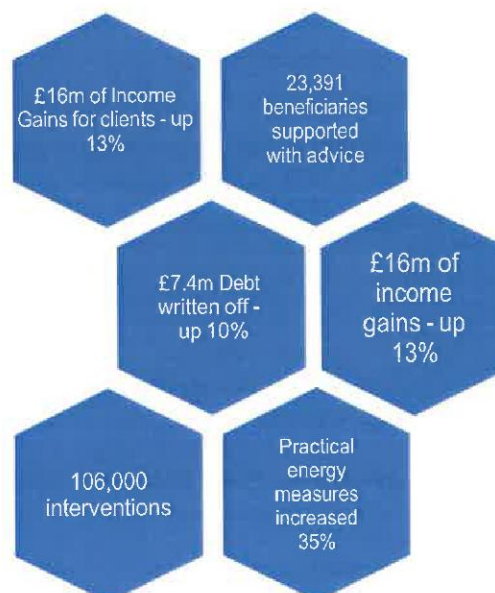 £16m of Income
Gains for clients - up
13%
23,391
beneficiaries
supported
with advice
£7.4m Debt
written off -
up 10%
£16m of
income
gains - up
13%
106,000
interventions
Practical
energy
measures
increased
35%